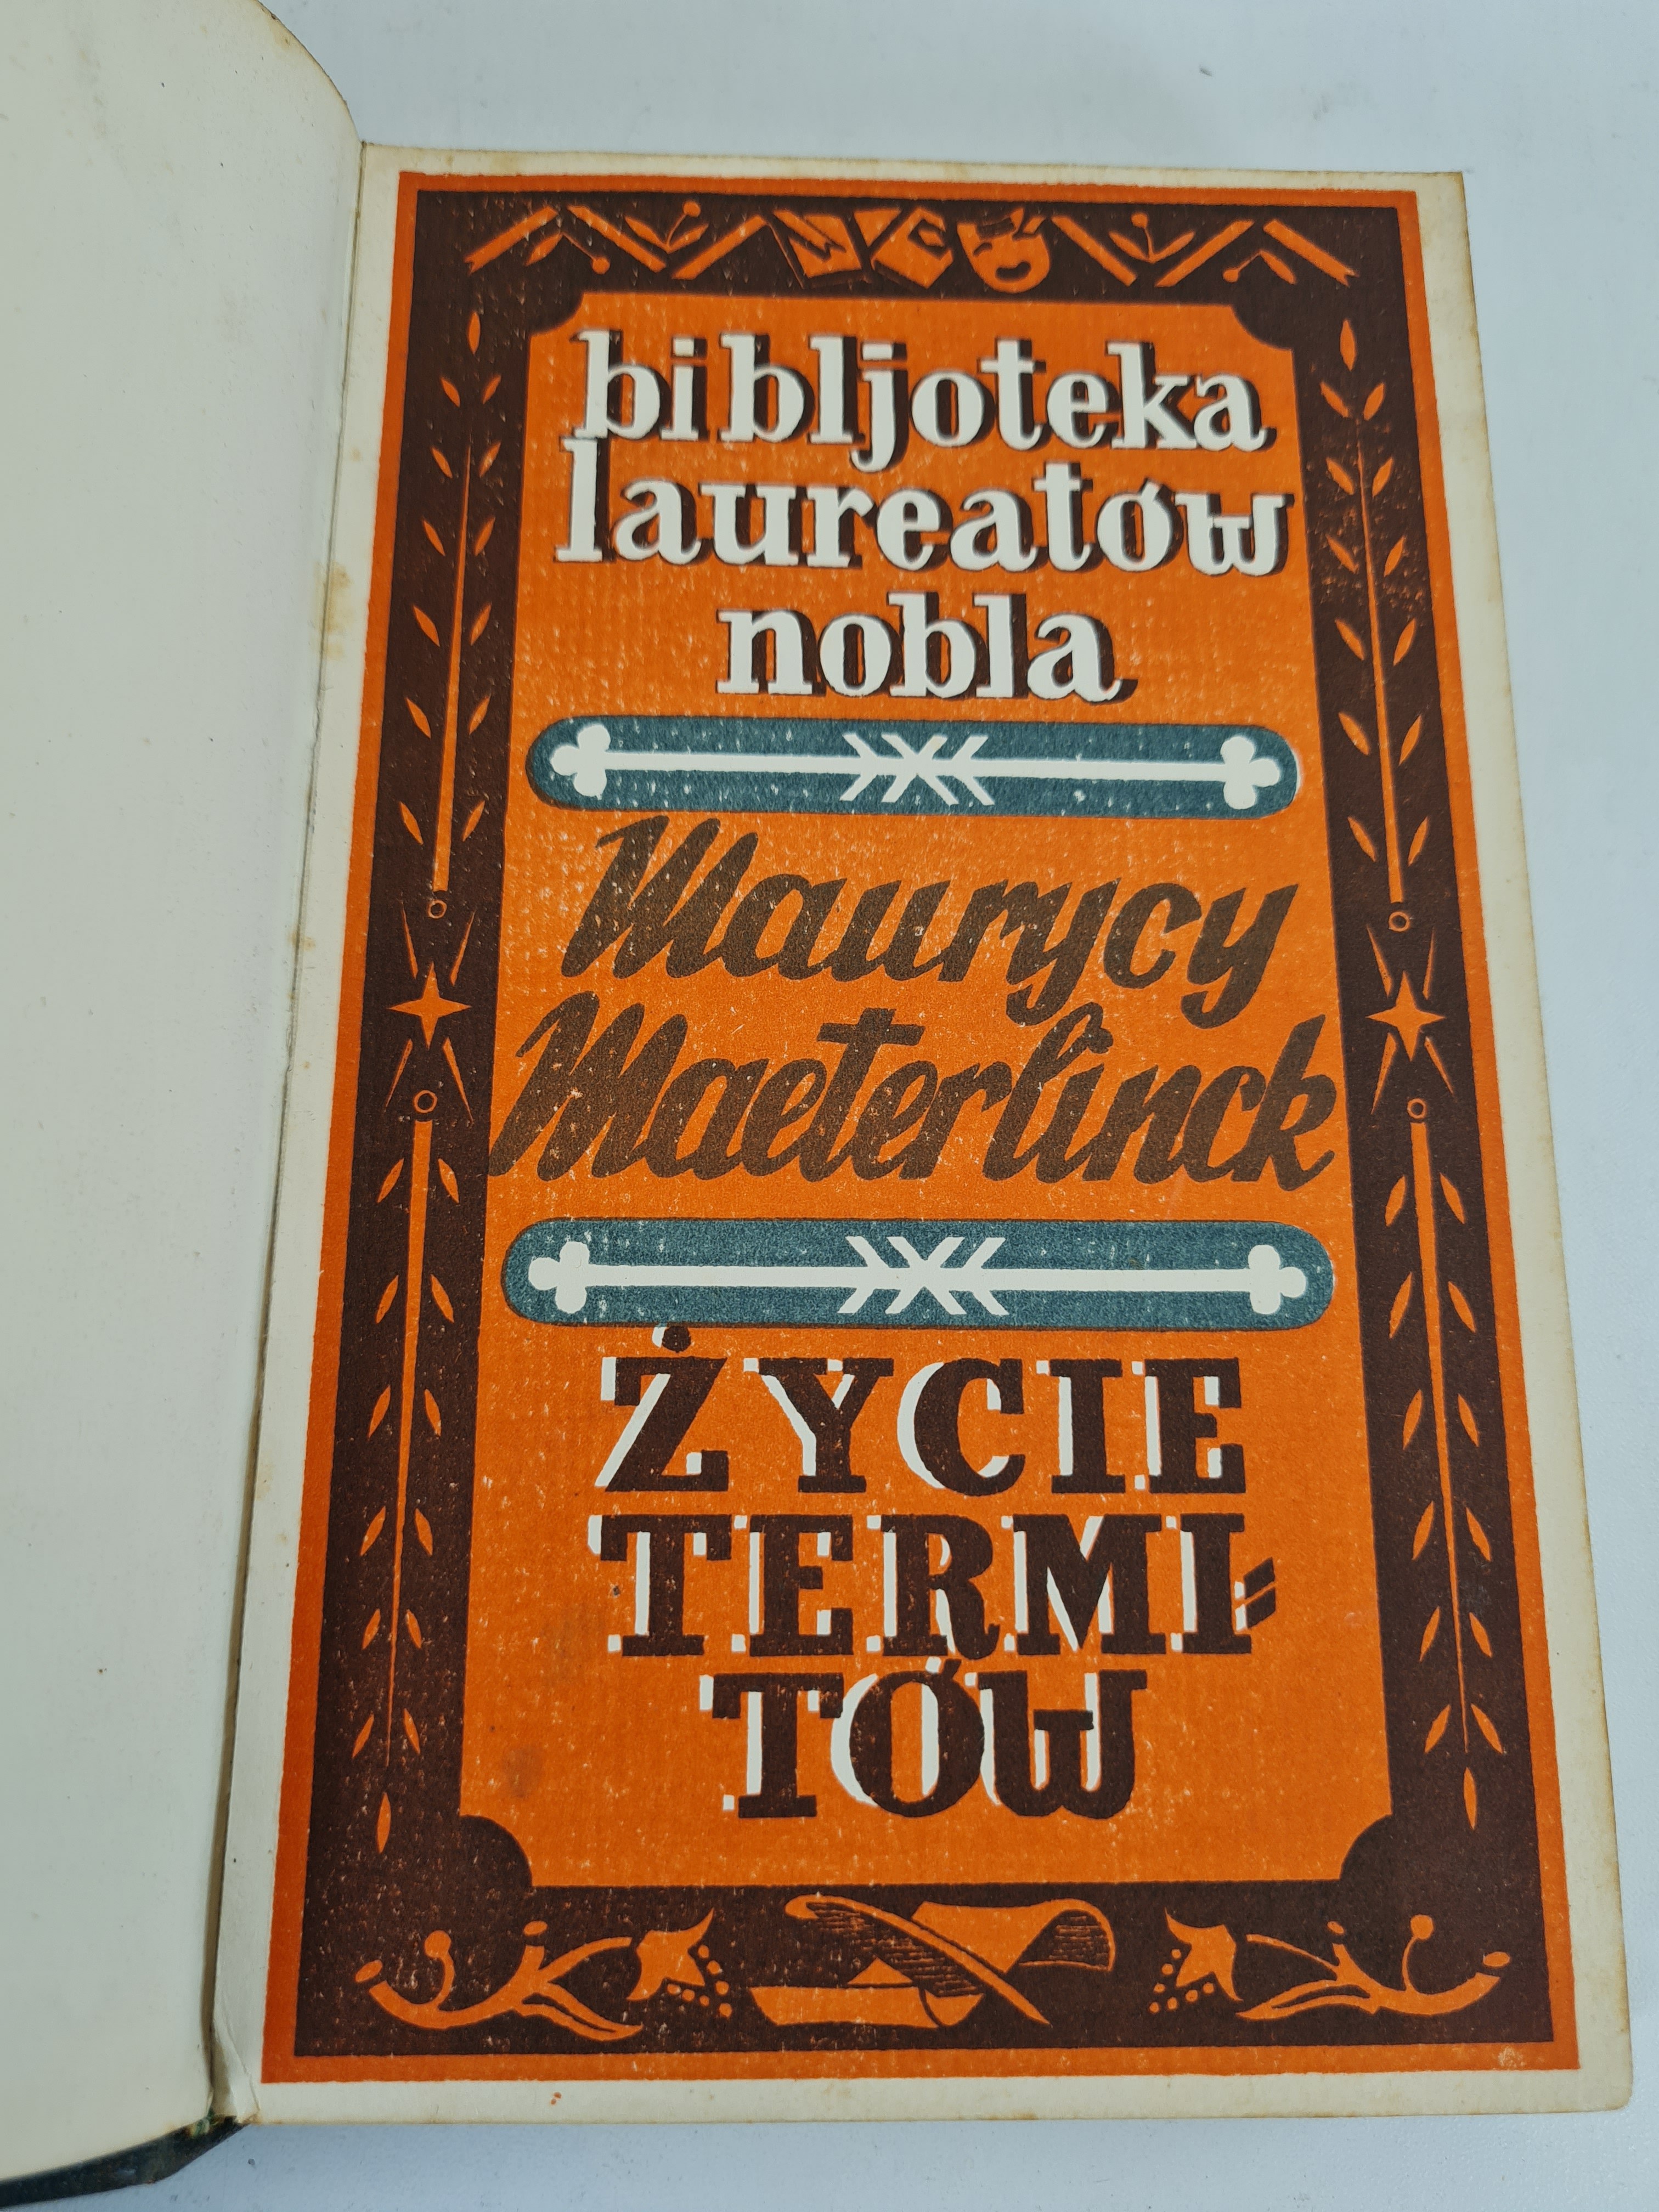 bibljoteka
laureatów
nobla
Maurycy
Maeterlinck
ŻYCIE
TERMI=
TÓW